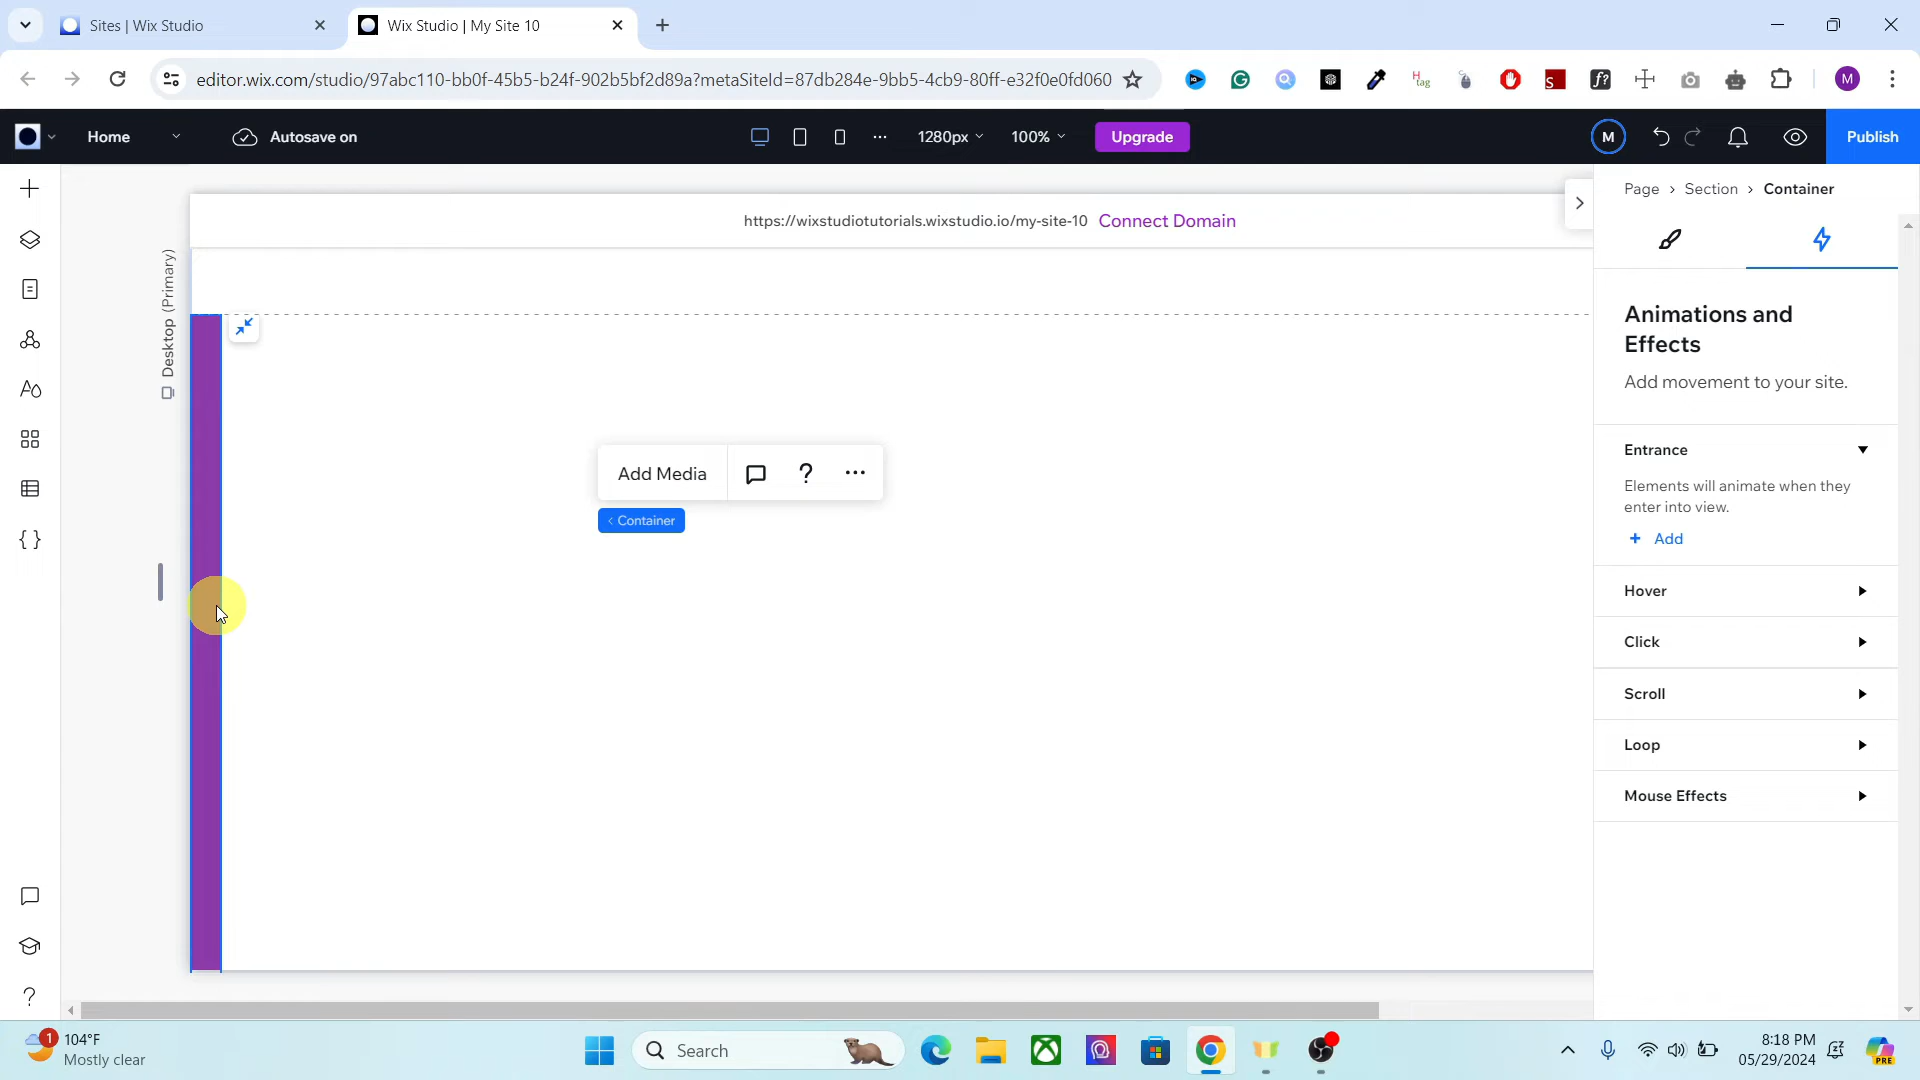 Sites | Wix Studio
Wix Studio | My Site 10
editor.wix.com/studio/97abc110-bb0f-45b5-b24f-902b5bf2d89a?metaSiteId=87db284e-9bb5-4cb9-80ff-e32f0e0fd060
H
tag
S
f?
M
Home
Autosave on
1280px
100%
Upgrade
M
Publish
Page > Section > Container
https://wixstudiotutorials.wixstudio.io/my-site-10 Connect Domain
Desktop (Primary)
Animations and
Effects
Add movement to your site.
Entrance
Elements will animate when they
enter into view.
+ Add
Hover
Click
Scroll
Loop
Mouse Effects
Add Media
?
< Container
{ }
?
1
104°F
Mostly clear
Search
8:18 PM
05/29/2024
PRE